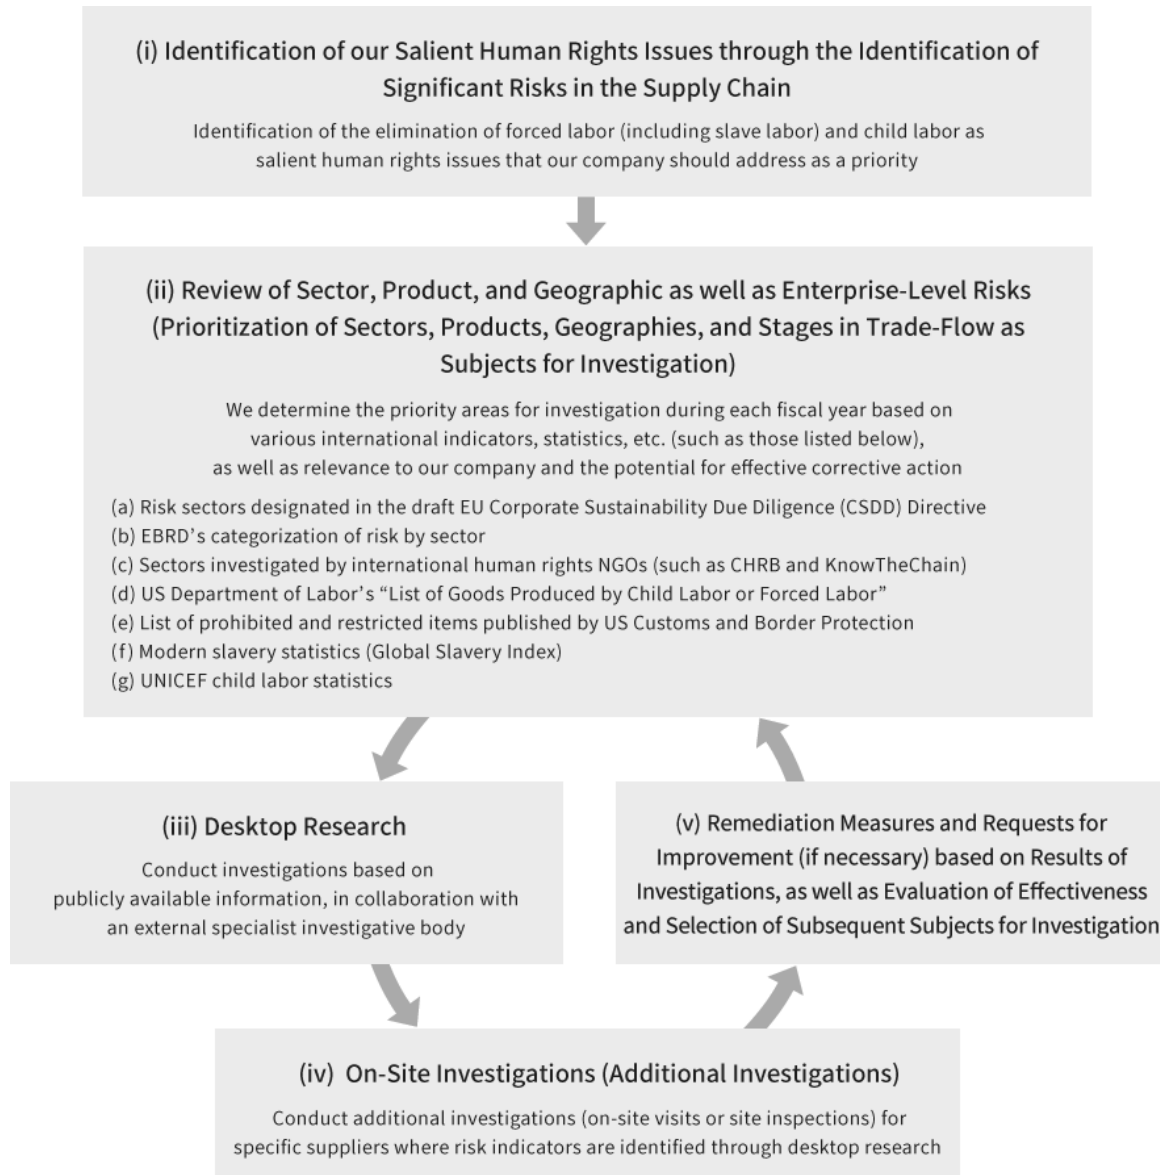 (i) Identification of our Salient Human Rights Issues through the Identification of
Significant Risks in the Supply Chain
Identification of the elimination of forced labor (including slave labor) and child labor as
salient human rights issues that our company should address as a priority
(ii) Review of Sector, Product, and Geographic as well as Enterprise-Level Risks
(Prioritization of Sectors, Products, Geographies, and Stages in Trade-Flow as
Subjects for Investigation)
We determine the priority areas for investigation during each fiscal year based on
various international indicators, statistics, etc. (such as those listed below),
as well as relevance to our company and the potential for effective corrective action
(a) Risk sectors designated in the draft EU Corporate Sustainability Due Diligence (CSDD) Directive
(b) EBRD’s categorization of risk by sector
(c) Sectors investigated by international human rights NGOs (such as CHRB and KnowTheChain)
(d) US Department of Labor’s “List of Goods Produced by Child Labor or Forced Labor”
(e) List of prohibited and restricted items published by US Customs and Border Protection
(f) Modern slavery statistics (Global Slavery Index)
(g) UNICEF child labor statistics
(iii) Desktop Research
Conduct investigations based on
publicly available information, in collaboration with
an external specialist investigative body
(v) Remediation Measures and Requests for
Improvement (if necessary) based on Results of
Investigations, as well as Evaluation of Effectiveness
and Selection of Subsequent Subjects for Investigation
(iv) On-Site Investigations (Additional Investigations)
Conduct additional investigations (on-site visits or site inspections) for
specific suppliers where risk indicators are identified through desktop research